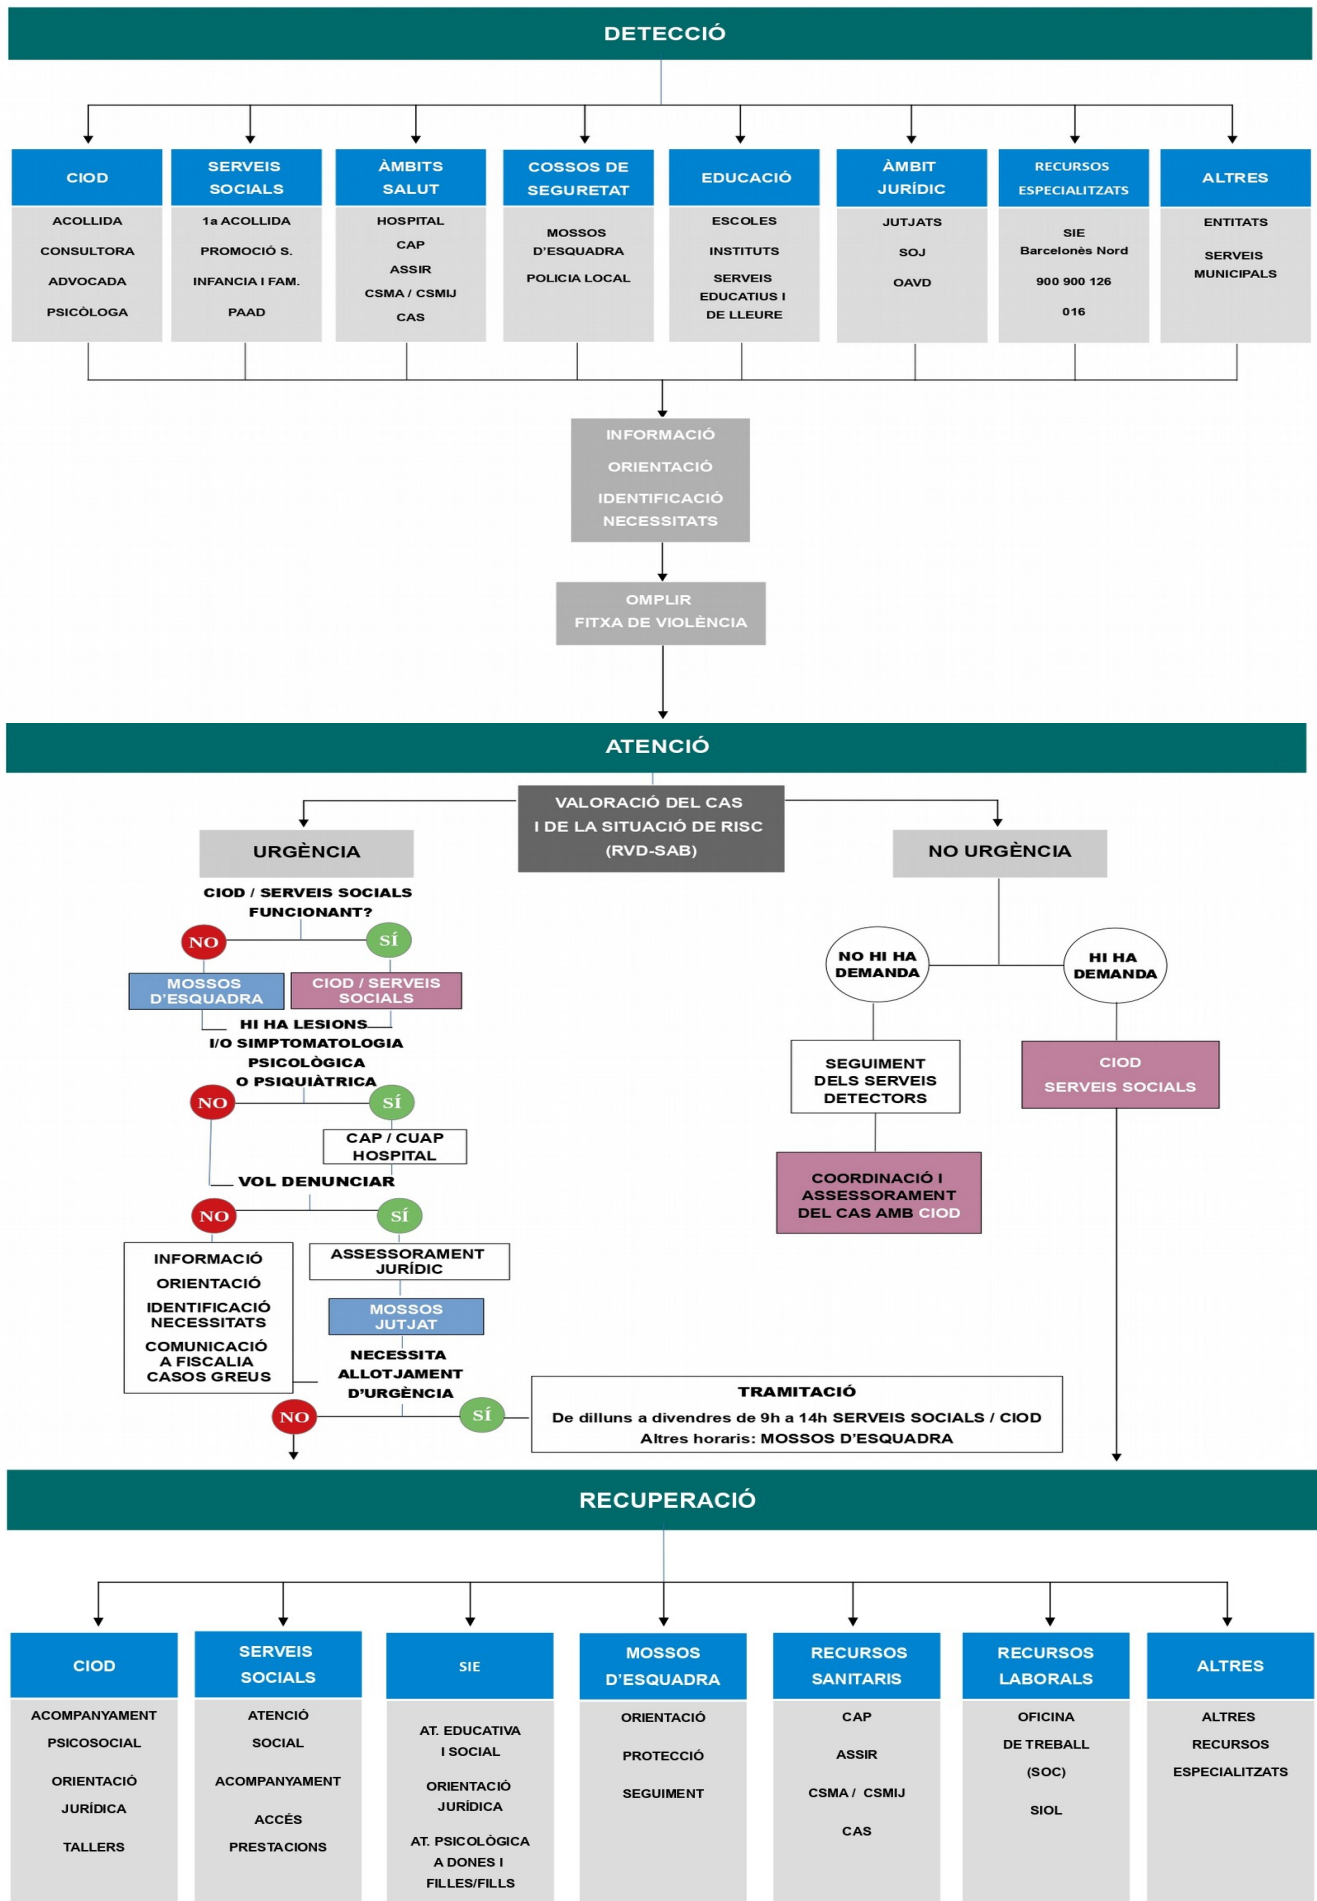 DETECCIÓ
CIOD
ACOLLIDA
CONSULTORA
ADVOCADA
PSICÒLOGA
SERVEIS
SOCIALS
1a ACOLLIDA
PROMOCIÓ S.
INFANCIA I FAM.
PAAD
ÀMBITS
SALUT
HOSPITAL
CAP
ASSIR
CSMA / CSMIJ
CAS
COSSOS DE
SEGURETAT
MOSSOS
D'ESQUADRA
POLICIA LOCAL
EDUCACIÓ
ESCOLES
INSTITUTS
SERVEIS
EDUCATIUS I
DE LLEURE
ÀMBIT
JURÍDIC
JUTJATS
SOJ
OAVD
RECURSOS
ESPECIALITZATS
SIE
Barcelonès Nord
900 900 126
016
ALTRES
ENTITATS
SERVEIS
MUNICIPALS
INFORMACIÓ
ORIENTACIÓ
IDENTIFICACIÓ
NECESSITATS
OMPLIR
FITXA DE VIOLÈNCIA
ATENCIÓ
VALORACIÓ DEL CAS
I DE LA SITUACIÓ DE RISC
(RVD-SAB)
URGÈNCIA
CIOD / SERVEIS SOCIALS
FUNCIONANT?
NO
SÍ
MOSSOS
D'ESQUADRA
CIOD / SERVEIS
SOCIALS
HI HA LESIONS
I/O SIMPTOMATOLOGIA
PSICOLÒGICA
O PSIQUIÀTRICA
NO
SÍ
CAP / CUAP
HOSPITAL
VOL DENUNCIAR
NO
SÍ
INFORMACIÓ
ORIENTACIÓ
IDENTIFICACIÓ
NECESSITATS
COMUNICACIÓ
A FISCALIA
CASOS GREUS
ASSESSORAMENT
JURÍDIC
MOSSOS
JUTJAT
NECESSITA
ALLOTJAMENT
D'URGÈNCIA
NO
SÍ
TRAMITACIÓ
De dilluns a divendres de 9h a 14h SERVEIS SOCIALS / CIOD
Altres horaris: MOSSOS D'ESQUADRA
NO URGÈNCIA
NO HI HA
DEMANDA
HI HA
DEMANDA
SEGUIMENT
DELS SERVEIS
DETECTORS
COORDINACIÓ I
ASSESSORAMENT
DEL CAS AMB CIOD
CIOD
SERVEIS SOCIALS
RECUPERACIÓ
CIOD
ACOMPANYAMENT
PSICOSOCIAL
ORIENTACIÓ
JURÍDICA
TALLERS
SERVEIS
SOCIALS
ATENCIÓ
SOCIAL
ACOMPANYAMENT
ACCÉS
PRESTACIONS
SIE
AT. EDUCATIVA
I SOCIAL
ORIENTACIÓ
JURÍDICA
AT. PSICOLÒGICA
A DONES I
FILLES/FILLS
MOSSOS
D'ESQUADRA
ORIENTACIÓ
PROTECCIÓ
SEGUIMENT
RECURSOS
SANITARIS
CAP
ASSIR
CSMA / CSMIJ
CAS
RECURSOS
LABORALS
OFICINA
DE TREBALL
(SOC)
SIOL
ALTRES
ALTRES
RECURSOS
ESPECIALITZATS